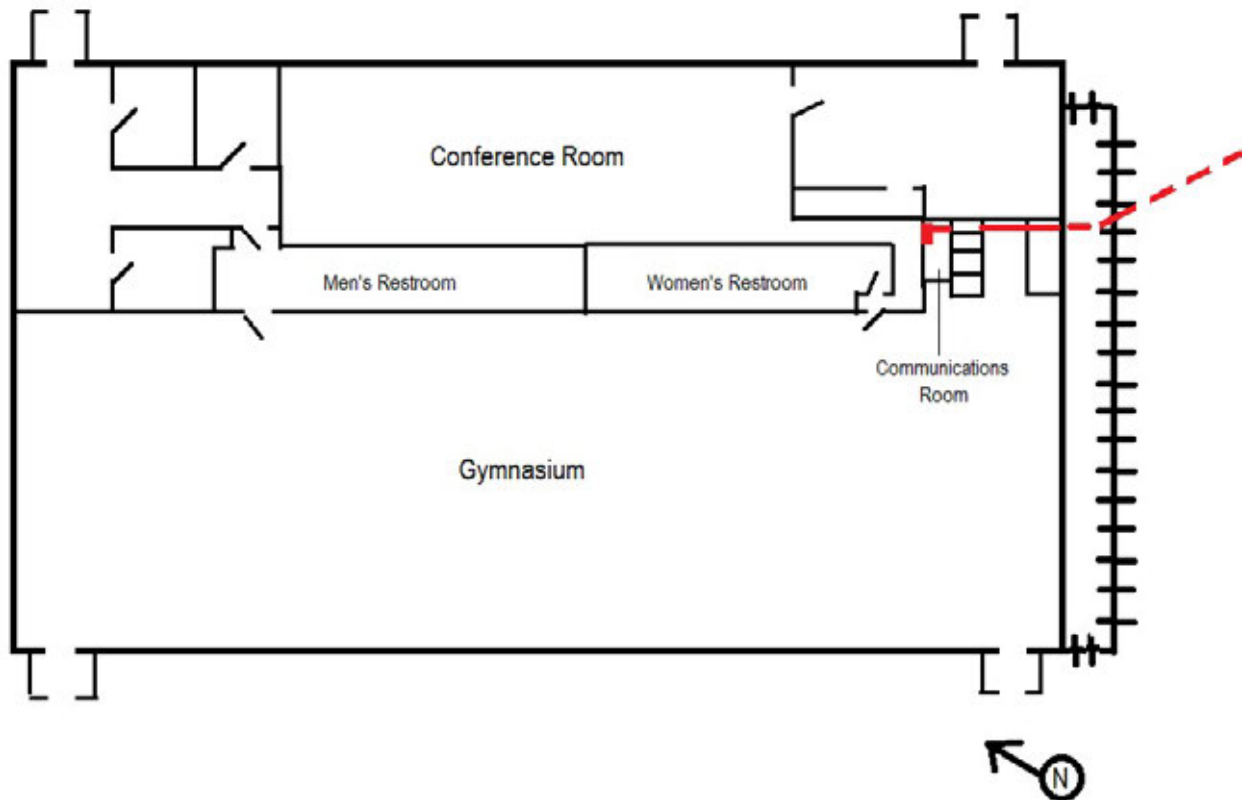 Conference Room
Men's Restroom
Women's Restroom
Communications
Room
Gymnasium
N